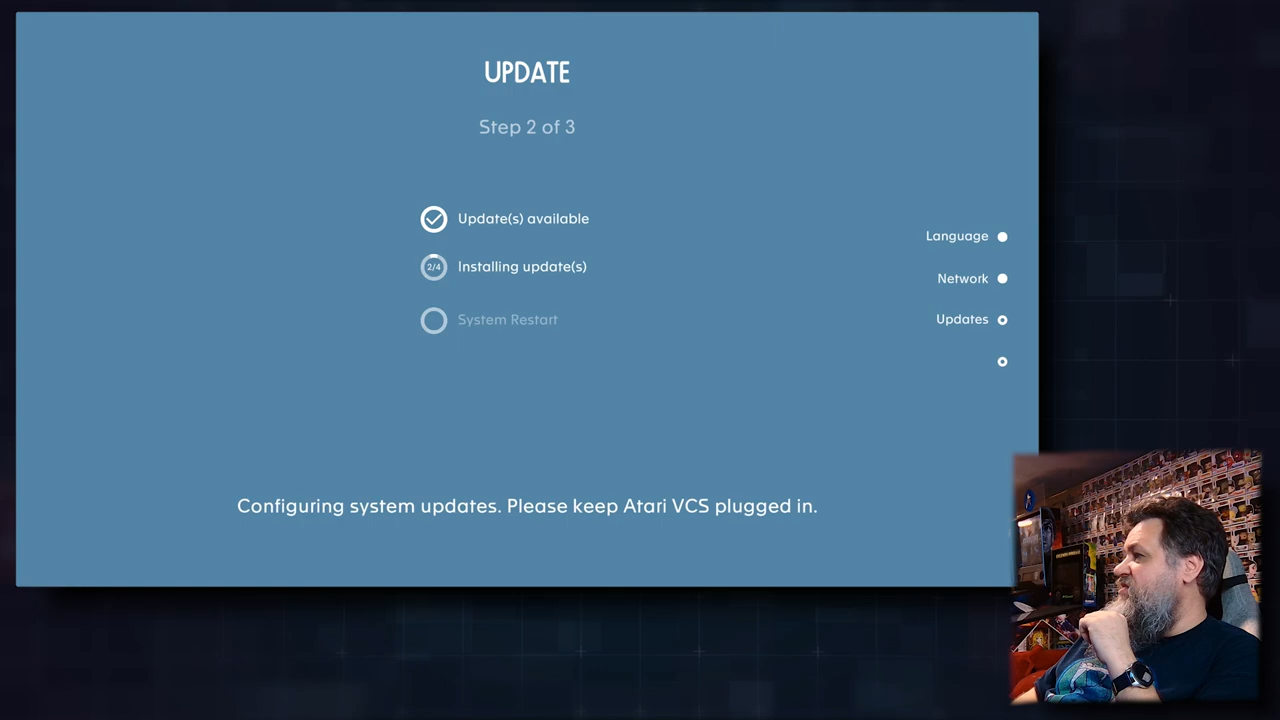 UPDATE
Step 2 of 3
Update(s) available
2/4 Installing update(s)
System Restart
Language
Network
Updates
Configuring system updates. Please keep Atari VCS plugged in.